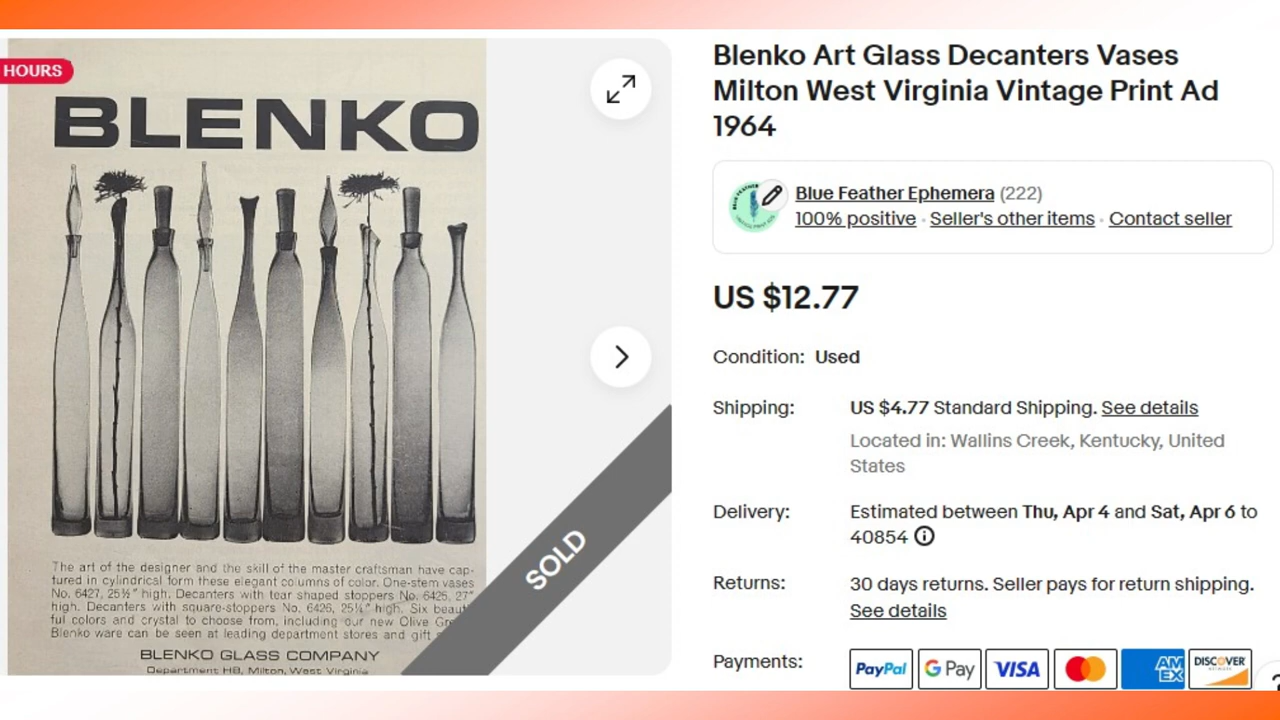 HOURS
BLENKO
The art of the designer and the skill of the master craftsman have cap-
tured in cylindrical form these elegant columns of color. One-stem vases
No. 6427, 25½" high. Decanters with tear shaped stoppers No. 6425, 27"
high. Decanters with square-stoppers No. 6426, 25¼" high. Six beauti
ful colors and crystal to choose from, including our new Olive Gre
Blenko ware can be seen at leading department stores and gift
BLENKO GLASS COMPANY
Department HB, Milton, West Virginia
SOLD
Blenko Art Glass Decanters Vases
Milton West Virginia Vintage Print Ad
1964
Blue Feather Ephemera (222)
100% positive · Seller's other items · Contact seller
US $12.77
Condition: Used
Shipping: US $4.77 Standard Shipping. See details
Located in: Wallins Creek, Kentucky, United
States
Delivery: Estimated between Thu, Apr 4 and Sat, Apr 6 to
40854
Returns: 30 days returns. Seller pays for return shipping.
See details
Payments: PayPal G Pay VISA AM EX DISCOVER